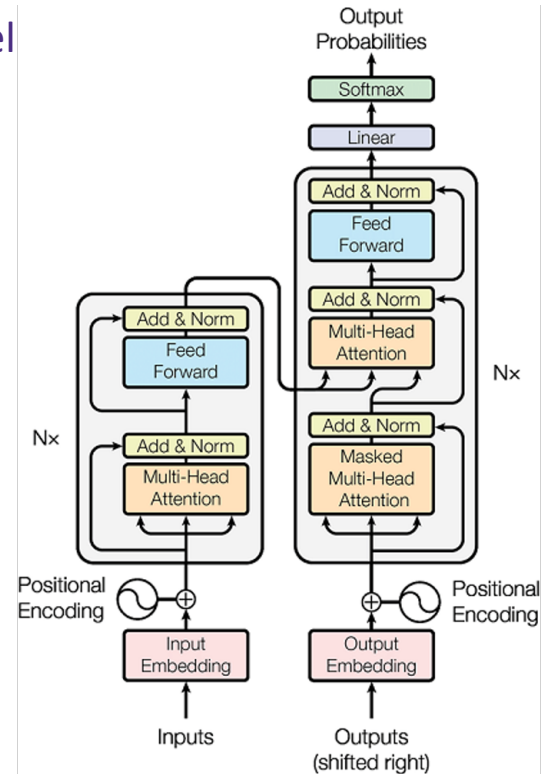 el
Output
Probabilities
Softmax
Linear
Add & Norm
Feed
Forward
Add & Norm
Multi-Head
Attention
Nx
Add & Norm
Masked
Multi-Head
Attention
Positional
Encoding
Output
Embedding
Outputs
(shifted right)
Add & Norm
Feed
Forward
Nx
Add & Norm
Multi-Head
Attention
Positional
Encoding
Input
Embedding
Inputs